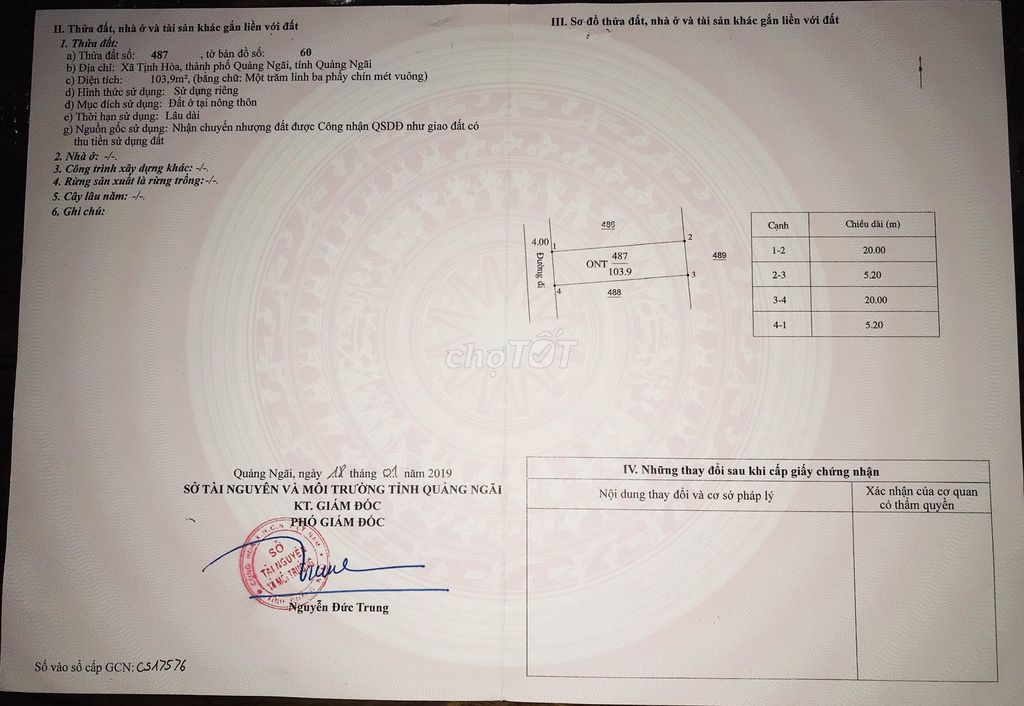 II. Thửa đất, nhà ở và tài sản khác gắn liền với đất
1. Thửa đất:
a) Thửa đất số: 487 , tờ bản đồ số: 60
b) Địa chỉ: Xã Tịnh Hòa, thành phố Quảng Ngãi, tỉnh Quảng Ngãi
c) Diện tích: 103,9m², (bằng chữ: Một trăm linh ba phẩy chín mét vuông)
d) Hình thức sử dụng: Sử dụng riêng
đ) Mục đích sử dụng: Đất ở tại nông thôn
e) Thời hạn sử dụng: Lâu dài
g) Nguồn gốc sử dụng: Nhận chuyển nhượng đất được Công nhận QSDĐ như giao đất có
thu tiền sử dụng đất
2. Nhà ở: -/-.
3. Công trình xây dựng khác: -/-.
4. Rừng sản xuất là rừng trồng:-/-.
5. Cây lâu năm: -/-.
6. Ghi chú:
Quảng Ngãi, ngày 18 tháng 01 năm 2019
SỞ TÀI NGUYÊN VÀ MÔI TRƯỜNG TỈNH QUẢNG NGÃI
KT. GIÁM ĐỐC
PHÓ GIÁM ĐỐC
SỞ
TÀI NGUYÊN
VÀ MÔI TRƯỜNG
Nguyễn Đức Trung
Số vào sổ cấp GCN: CS17576
III. Sơ đồ thửa đất, nhà ở và tài sản khác gắn liền với đất
486
4.00 1 2
Đường đi
ONT 487
103.9
489
3
4
488
Cạnh Chiều dài (m)
1-2 20.00
2-3 5.20
3-4 20.00
4-1 5.20
chợTỐT
IV. Những thay đổi sau khi cấp giấy chứng nhận
Nội dung thay đổi và cơ sở pháp lý
Xác nhận của cơ quan
có thẩm quyền